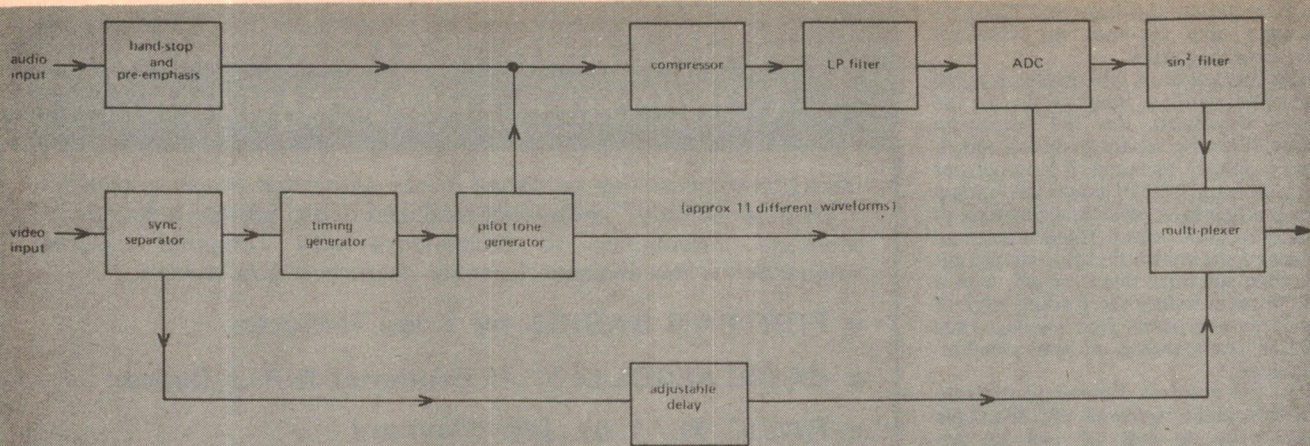 audio
input
band-stop
and
pre-emphasis
compressor
LP filter
ADC
sin² filter
video
input
sync.
separator
timing
generator
pilot tone
generator
(approx 11 different waveforms)
multi-plexer
adjustable
delay